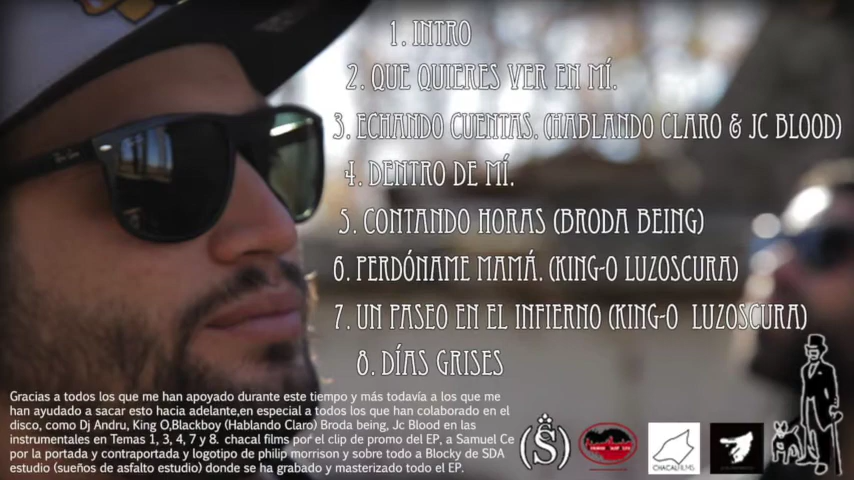 1. INTRO
2. QUE QUIERES VER EN MÍ.
3. ECHANDO CUENTAS. (HABLANDO CLARO & JC BLOOD)
4. DENTRO DE MÍ.
5. CONTANDO HORAS (BRODA BEING)
6. PERDÓNAME MAMÁ. (KING-O LUZOSCURA)
7. UN PASEO EN EL INFIERNO (KING-O LUZOSCURA)
8. DÍAS GRISES
Gracias a todos los que me han apoyado durante este tiempo y más todavía a los que me
han ayudado a sacar esto hacia adelante,en especial a todos los que han colaborado en el
disco, como Dj Andru, King O,Blackboy (Hablando Claro) Broda being, Jc Blood en las
instrumentales en Temas 1, 3, 4, 7 y 8. chacal films por el clip de promo del EP, a Samuel Ce
por la portada y contraportada y logotipo de philip morrison y sobre todo a Blocky de SDA
estudio (sueños de asfalto estudio) donde se ha grabado y masterizado todo el EP.
(S)
CHACALFILMS